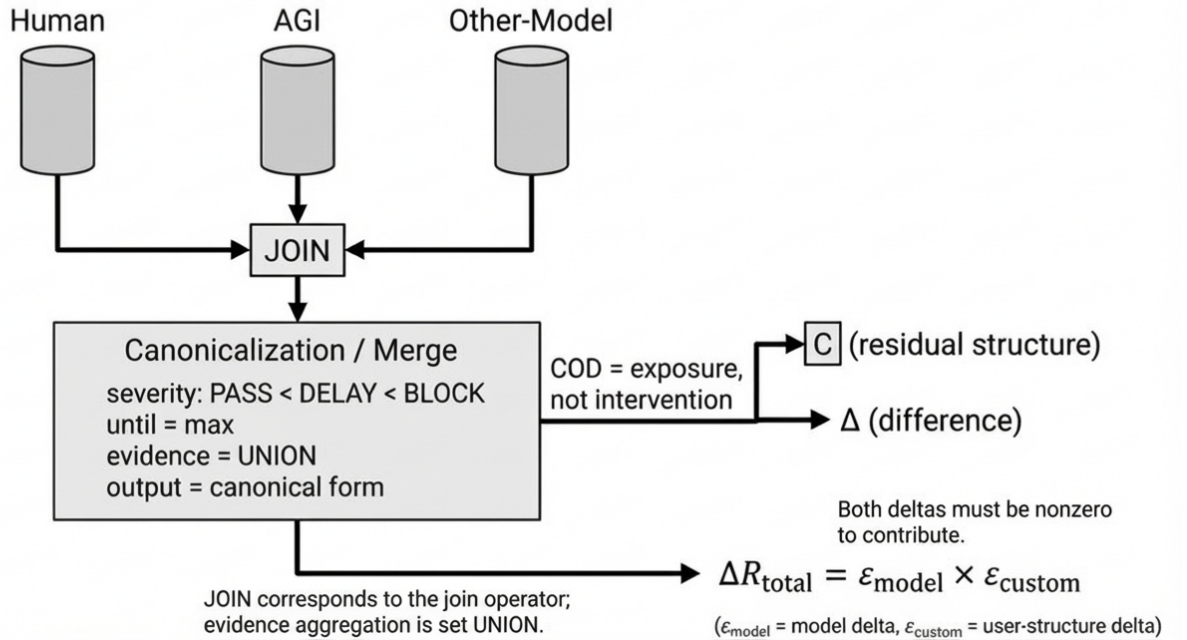 Human
AGI
Other-Model
JOIN
Canonicalization / Merge
severity: PASS < DELAY < BLOCK
until = max
evidence = UNION
output = canonical form
COD = exposure,
not intervention
C (residual structure)
Δ (difference)
Both deltas must be nonzero
to contribute.
ΔR_total = ε_model × ε_custom
(ε_model = model delta, ε_custom = user-structure delta)
JOIN corresponds to the join operator;
evidence aggregation is set UNION.